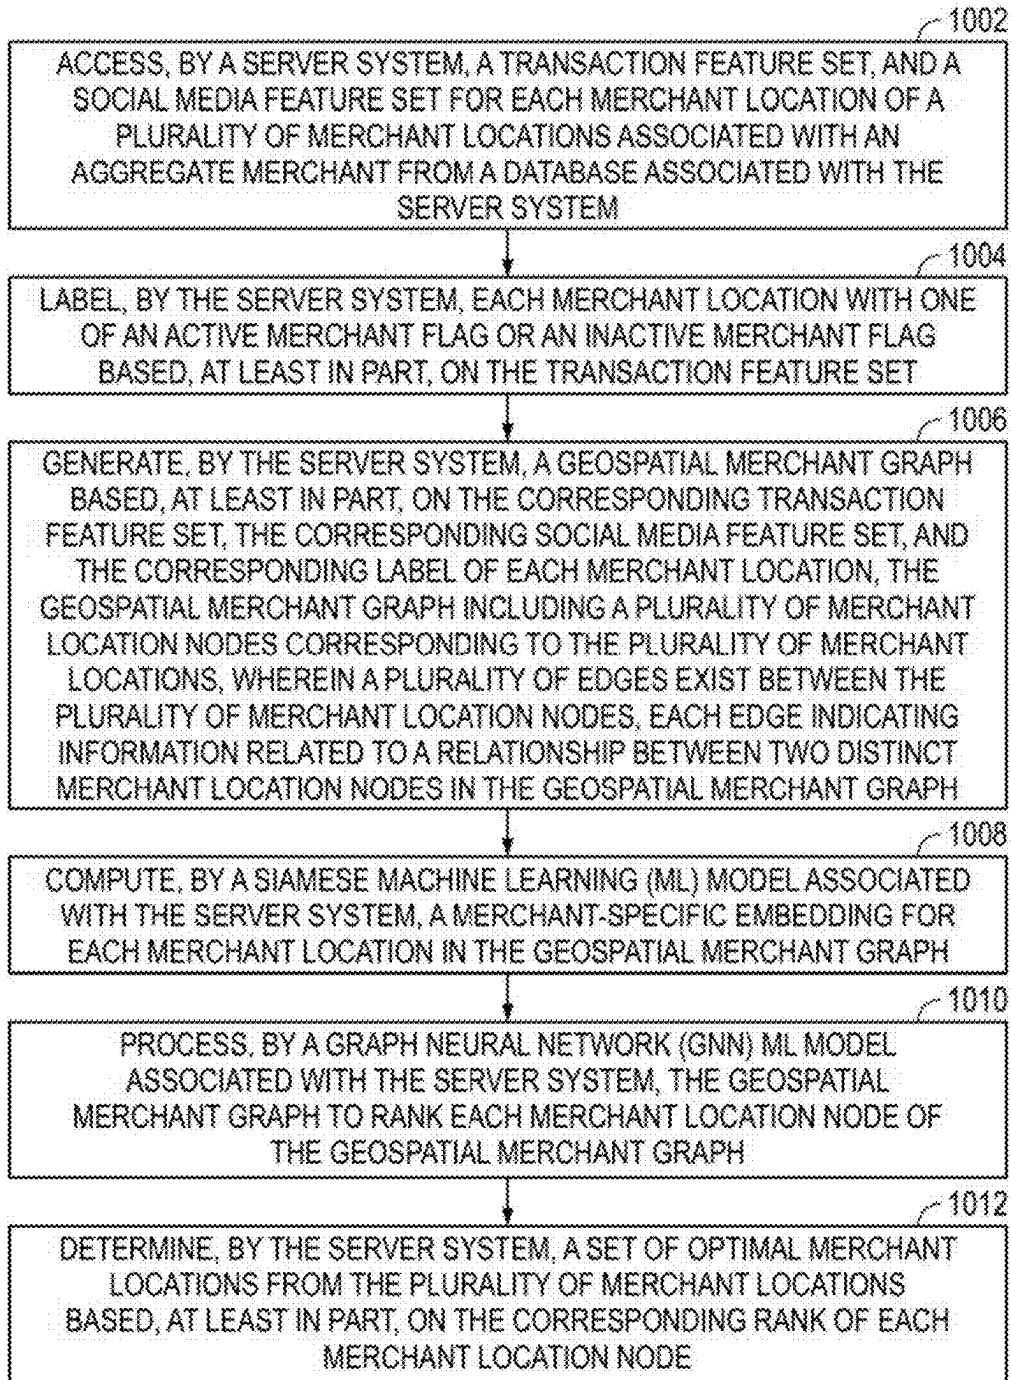 1002
ACCESS, BY A SERVER SYSTEM, A TRANSACTION FEATURE SET, AND A
SOCIAL MEDIA FEATURE SET FOR EACH MERCHANT LOCATION OF A
PLURALITY OF MERCHANT LOCATIONS ASSOCIATED WITH AN
AGGREGATE MERCHANT FROM A DATABASE ASSOCIATED WITH THE
SERVER SYSTEM
1004
LABEL, BY THE SERVER SYSTEM, EACH MERCHANT LOCATION WITH ONE
OF AN ACTIVE MERCHANT FLAG OR AN INACTIVE MERCHANT FLAG
BASED, AT LEAST IN PART, ON THE TRANSACTION FEATURE SET
1006
GENERATE, BY THE SERVER SYSTEM, A GEOSPATIAL MERCHANT GRAPH
BASED, AT LEAST IN PART, ON THE CORRESPONDING TRANSACTION
FEATURE SET, THE CORRESPONDING SOCIAL MEDIA FEATURE SET, AND
THE CORRESPONDING LABEL OF EACH MERCHANT LOCATION, THE
GEOSPATIAL MERCHANT GRAPH INCLUDING A PLURALITY OF MERCHANT
LOCATION NODES CORRESPONDING TO THE PLURALITY OF MERCHANT
LOCATIONS, WHEREIN A PLURALITY OF EDGES EXIST BETWEEN THE
PLURALITY OF MERCHANT LOCATION NODES, EACH EDGE INDICATING
INFORMATION RELATED TO A RELATIONSHIP BETWEEN TWO DISTINCT
MERCHANT LOCATION NODES IN THE GEOSPATIAL MERCHANT GRAPH
1008
COMPUTE, BY A SIAMESE MACHINE LEARNING (ML) MODEL ASSOCIATED
WITH THE SERVER SYSTEM, A MERCHANT-SPECIFIC EMBEDDING FOR
EACH MERCHANT LOCATION IN THE GEOSPATIAL MERCHANT GRAPH
1010
PROCESS, BY A GRAPH NEURAL NETWORK (GNN) ML MODEL
ASSOCIATED WITH THE SERVER SYSTEM, THE GEOSPATIAL
MERCHANT GRAPH TO RANK EACH MERCHANT LOCATION NODE OF
THE GEOSPATIAL MERCHANT GRAPH
1012
DETERMINE, BY THE SERVER SYSTEM, A SET OF OPTIMAL MERCHANT
LOCATIONS FROM THE PLURALITY OF MERCHANT LOCATIONS
BASED, AT LEAST IN PART, ON THE CORRESPONDING RANK OF EACH
MERCHANT LOCATION NODE